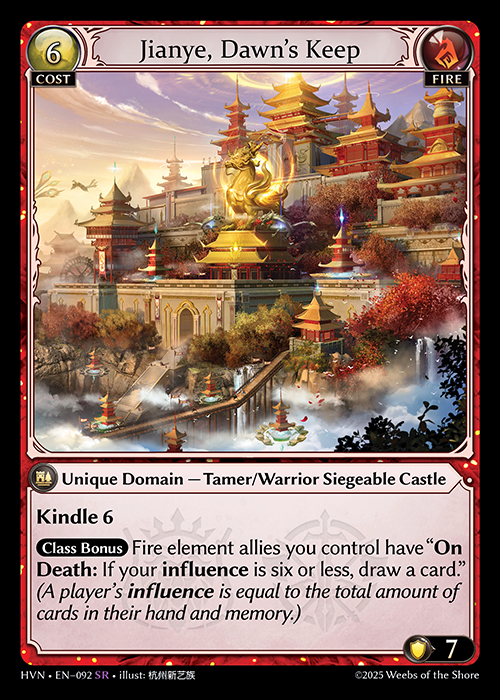 6
COST
Jianye, Dawn's Keep
FIRE
Unique Domain — Tamer/Warrior Siegeable Castle
Kindle 6
Class Bonus Fire element allies you control have “On
Death: If your influence is six or less, draw a card.”
(A player's influence is equal to the total amount of
cards in their hand and memory.)
7
HVN • EN-092 SR • illust: 杭州新艺族
©2025 Weebs of the Shore